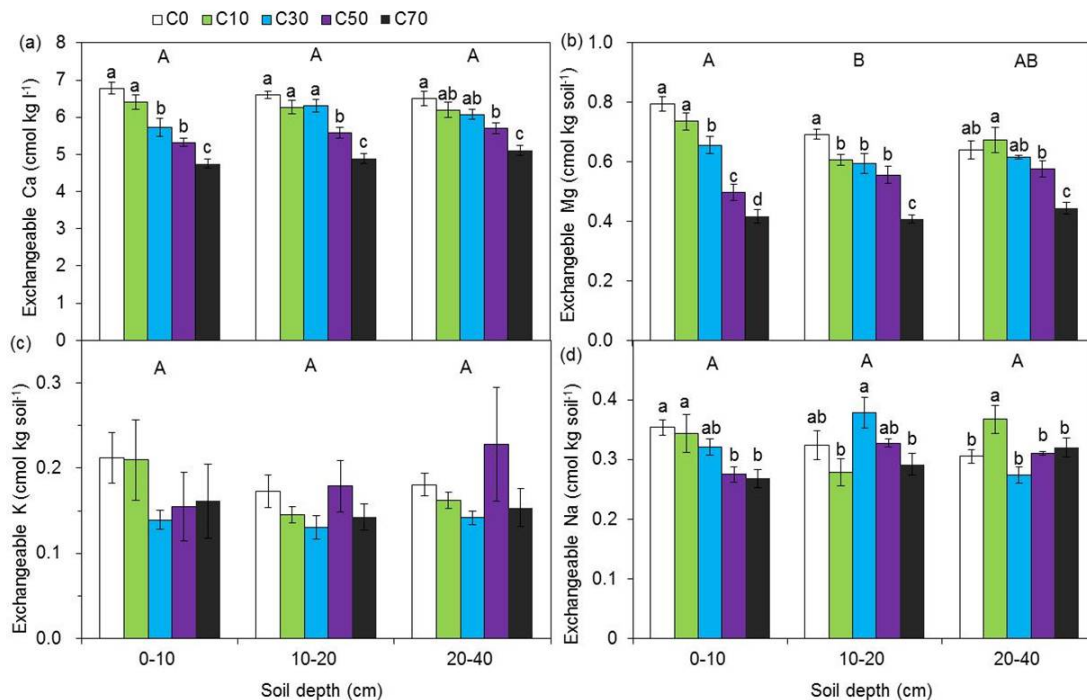 C0 C10 C30 C50 C70
(a)
Exchangeable Ca (cmol kg l⁻¹)
8
7
6
5
4
3
2
1
0
A A A
a a b b c
a a a b c
a ab ab b c
(b)
Exchangeble Mg (cmol kg soil⁻¹)
1.0
0.8
0.6
0.4
0.2
0.0
A B AB
a a b c d
a b b b c
ab a ab b c
(c)
Exchangeable K (cmol kg soil⁻¹)
0.3
0.2
0.1
0.0
A A A
0-10 10-20 20-40
Soil depth (cm)
(d)
Exchangeable Na (cmol kg soil⁻¹)
0.4
0.3
0.2
0.1
0
A A A
a a ab b b
ab b a ab b
b a b b b
0-10 10-20 20-40
Soil depth (cm)